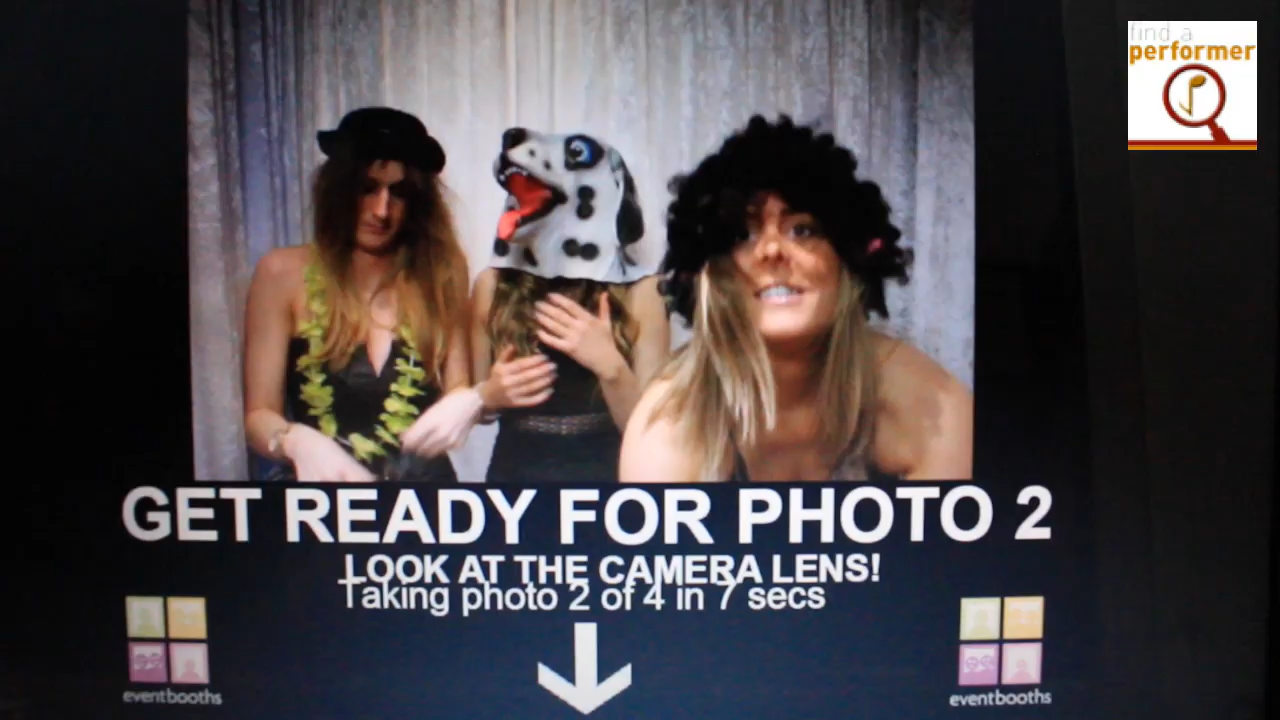 find a
performer
GET READY FOR PHOTO 2
LOOK AT THE CAMERA LENS!
Taking photo 2 of 4 in 7 secs
eventbooths
eventbooths